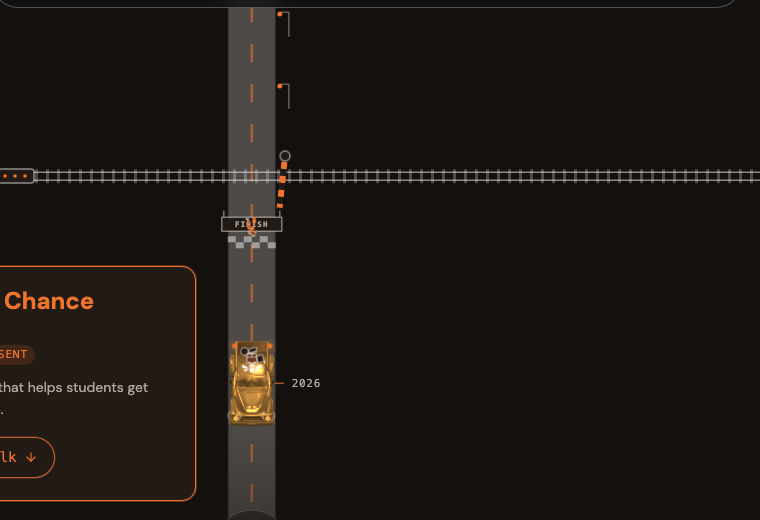 FINISH
Chance
SENT
that helps students get
lk ↓
2026